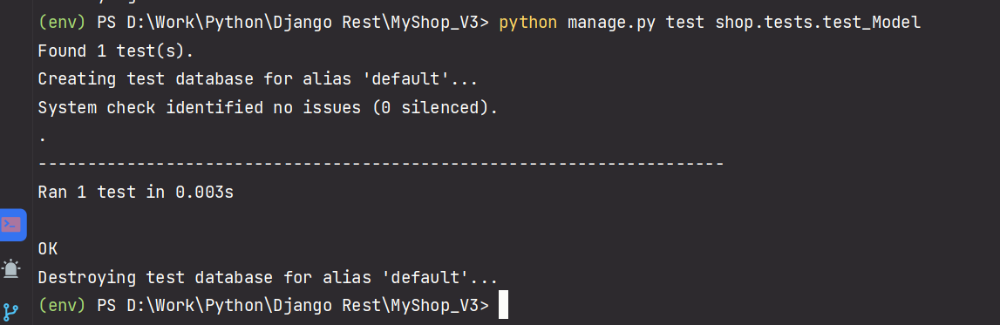 (env) PS D:\Work\Python\Django Rest\MyShop_V3> python manage.py test shop.tests.test_Model
Found 1 test(s).
Creating test database for alias 'default'...
System check identified no issues (0 silenced).
.
----------------------------------------------------------------------
Ran 1 test in 0.003s
OK
Destroying test database for alias 'default'...
(env) PS D:\Work\Python\Django Rest\MyShop_V3>